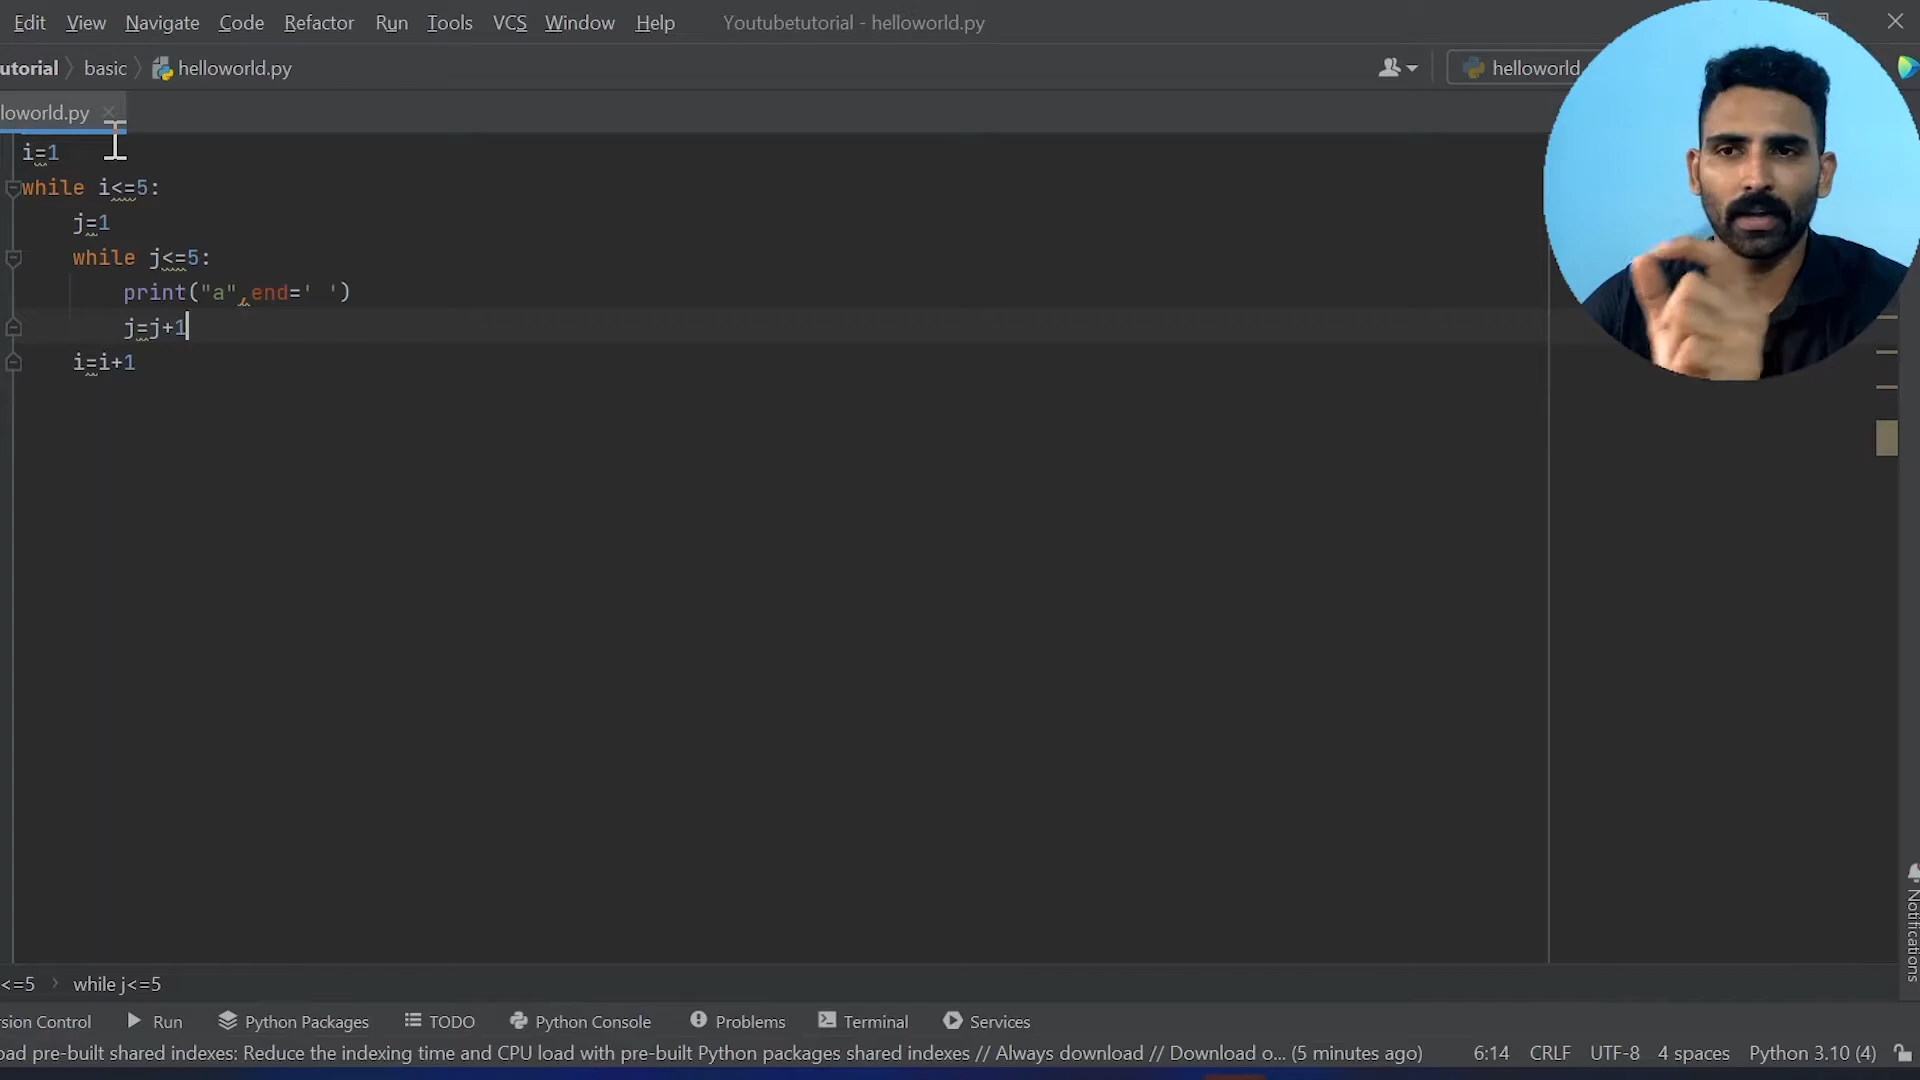 Edit View Navigate Code Refactor Run Tools VCS Window Help Youtubetutorial - helloworld.py
utorial basic helloworld.py helloworld
loworld.py
i=1
while i<=5:
    j=1
    while j<=5:
        print("a",end=' ')
        j=j+1
    i=i+1
Notifications
<=5 while j<=5
rsion Control Run Python Packages TODO Python Console Problems Terminal Services
oad pre-built shared indexes: Reduce the indexing time and CPU load with pre-built Python packages shared indexes // Always download // Download o... (5 minutes ago) 6:14 CRLF UTF-8 4 spaces Python 3.10 (4)